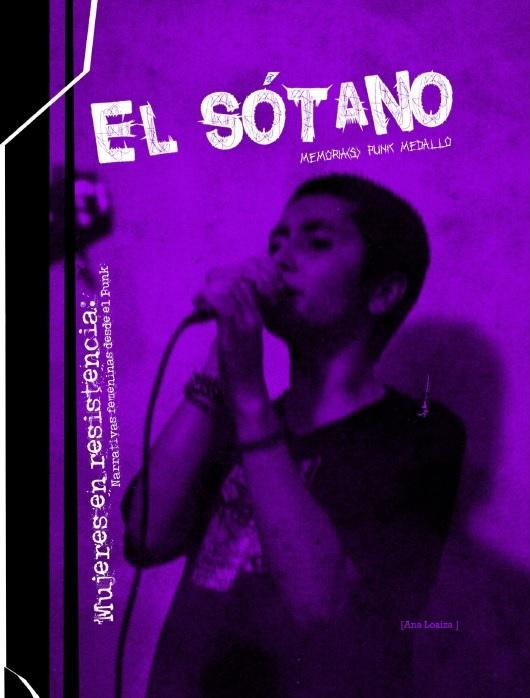 EL SÓTANO
MEMORIA(S) PUNK MEDALLO
Mujeres en resistencia:
Narrativas femeninas desde el Punk
[Ana Loaiza ]